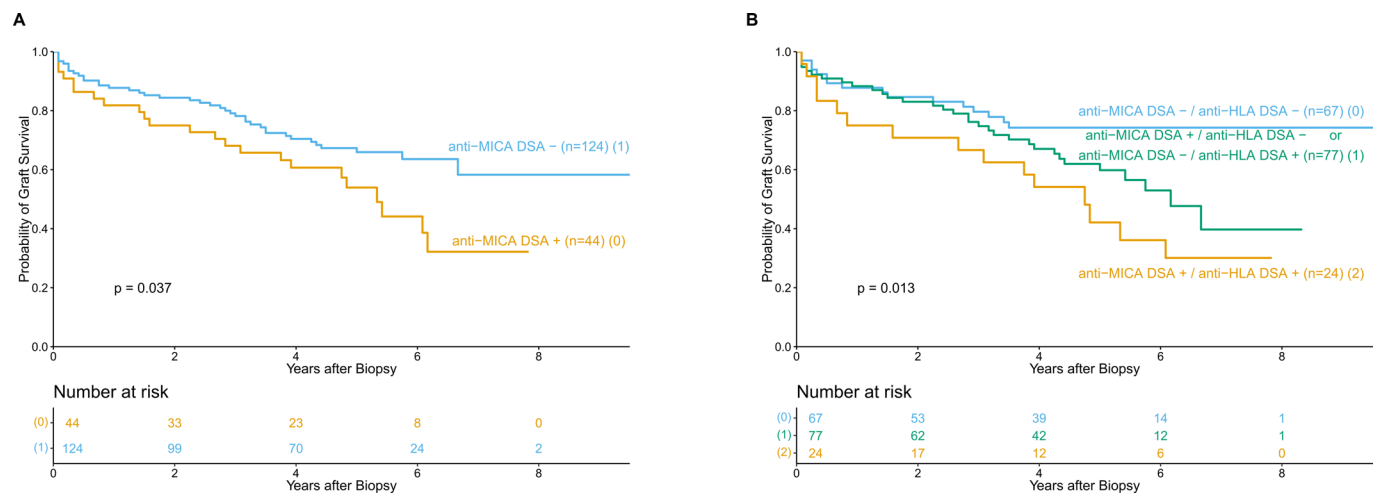 A
Probability of Graft Survival
1.0
0.8
0.6
0.4
0.2
0.0
anti−MICA DSA − (n=124) (1)
anti−MICA DSA + (n=44) (0)
p = 0.037
0 2 4 6 8
Years after Biopsy
Number at risk
(0) 44 33 23 8 0
(1) 124 99 70 24 2
0 2 4 6 8
Years after Biopsy
B
Probability of Graft Survival
1.0
0.8
0.6
0.4
0.2
0.0
anti−MICA DSA − / anti−HLA DSA − (n=67) (0)
anti−MICA DSA + / anti−HLA DSA − or
anti−MICA DSA − / anti−HLA DSA + (n=77) (1)
anti−MICA DSA + / anti−HLA DSA + (n=24) (2)
p = 0.013
0 2 4 6 8
Years after Biopsy
Number at risk
(0) 67 53 39 14 1
(1) 77 62 42 12 1
(2) 24 17 12 6 0
0 2 4 6 8
Years after Biopsy